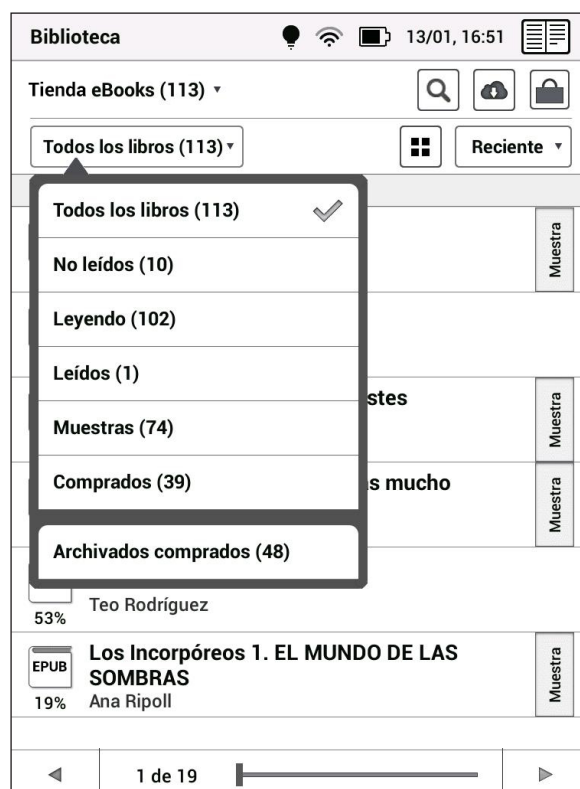 Biblioteca
13/01, 16:51
Tienda eBooks (113)
Todos los libros (113)
Reciente
Todos los libros (113)
No leídos (10)
Leyendo (102)
Leídos (1)
Muestras (74)
Comprados (39)
Archivados comprados (48)
Muestra
stes
Muestra
s mucho
Muestra
53%
Teo Rodríguez
EPUB
Los Incorpóreos 1. EL MUNDO DE LAS
SOMBRAS
19%
Ana Ripoll
Muestra
1 de 19